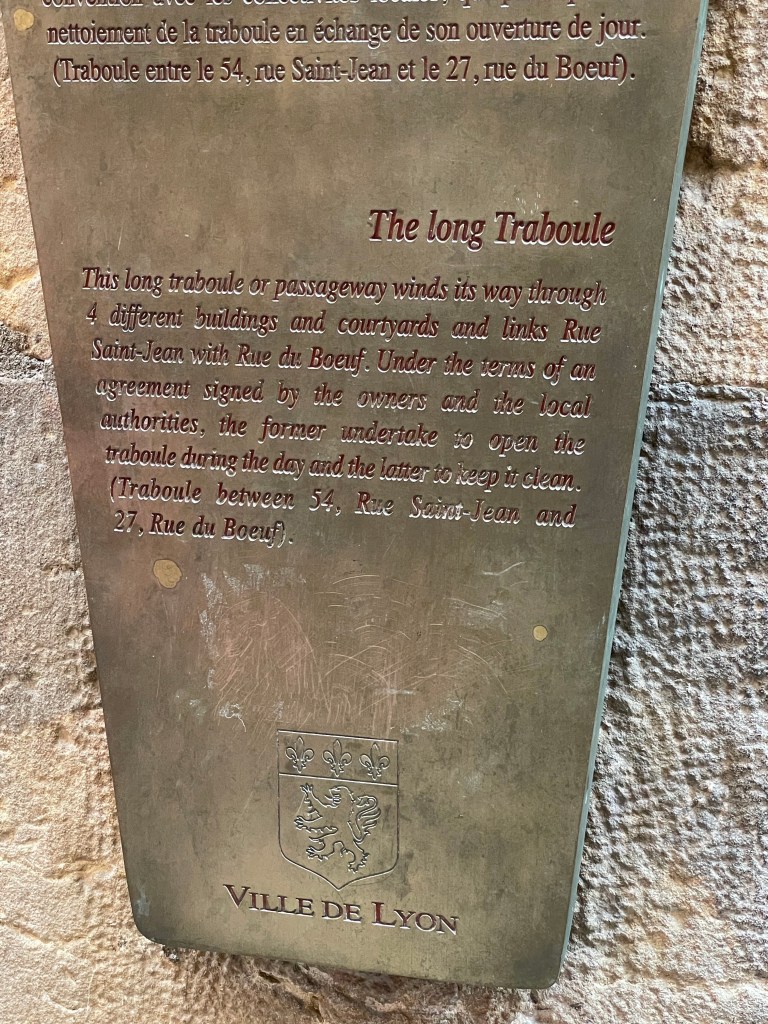 convention avec les collectivités
nettoiement de la traboule en échange de son ouverture de jour.
(Traboule entre le 54, rue Saint-Jean et le 27, rue du Boeuf).
The long Traboule
This long traboule or passageway winds its way through
4 different buildings and courtyards and links Rue
Saint-Jean with Rue du Boeuf. Under the terms of an
agreement signed by the owners and the local
authorities, the former undertake to open the
traboule during the day and the latter to keep it clean.
(Traboule between 54, Rue Saint-Jean and
27, Rue du Boeuf).
VILLE DE LYON